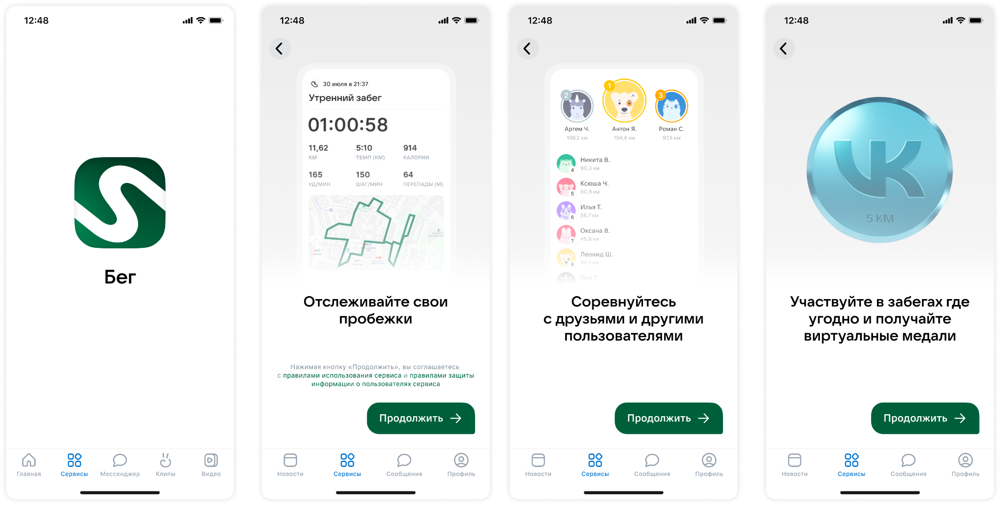 12:48
Бег
Главная
Сервисы
Мессенджер
Клипы
Видео
12:48
30 июля в 21:37
Утренний забег
01:00:58
11,62
5:10
914
КМ
ТЕМП (КМ)
КАЛОРИИ
165
150
64
УД/МИН
ШАГ/МИН
ПЕРЕПАДЫ (М)
Отслеживайте свои
пробежки
Нажимая кнопку «Продолжить», вы соглашаетесь
с правилами использования сервиса и правилами защиты
информации о пользователях сервиса
Продолжить
Новости
Сервисы
Сообщения
Профиль
12:48
2
1
3
Артем Ч.
Антон Я.
Роман С.
109,2 км
104,4 км
97,5 км
Никита В.
4
90,3 км
Ксюша Ч.
5
60,8 км
Илья Т.
6
56,7 км
Оксана В.
7
45,8 км
Леонид Ш.
8
44,4 км
Оля Т.
Соревнуйтесь
с друзьями и другими
пользователями
Продолжить
Новости
Сервисы
Сообщения
Профиль
12:48
VK
5 КМ
Участвуйте в забегах где
угодно и получайте
виртуальные медали
Продолжить
Новости
Сервисы
Сообщения
Профиль